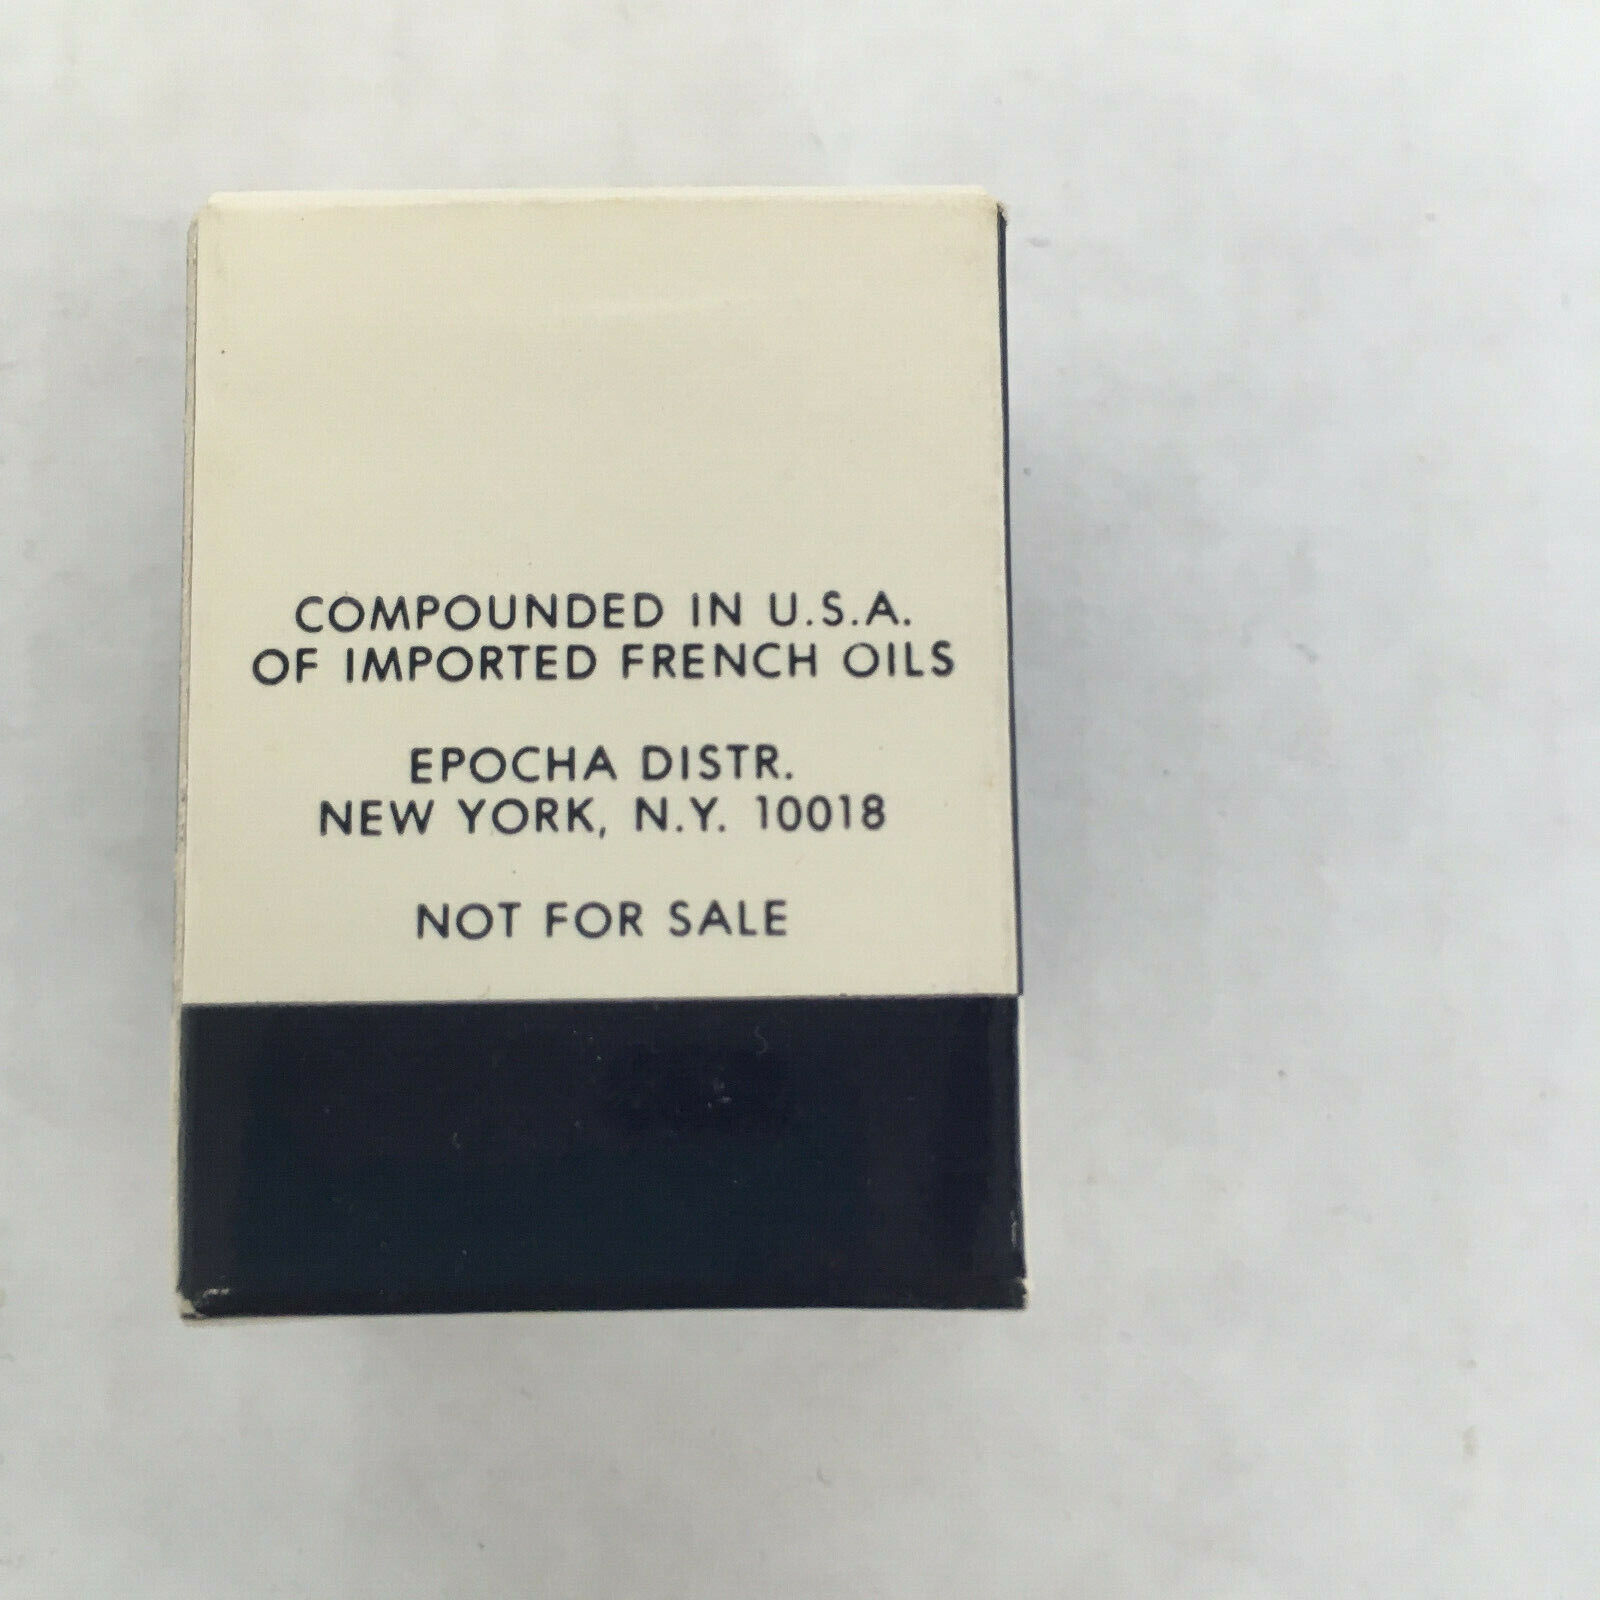 COMPOUNDED IN U.S.A.
OF IMPORTED FRENCH OILS
EPOCHA DISTR.
NEW YORK, N.Y. 10018
NOT FOR SALE